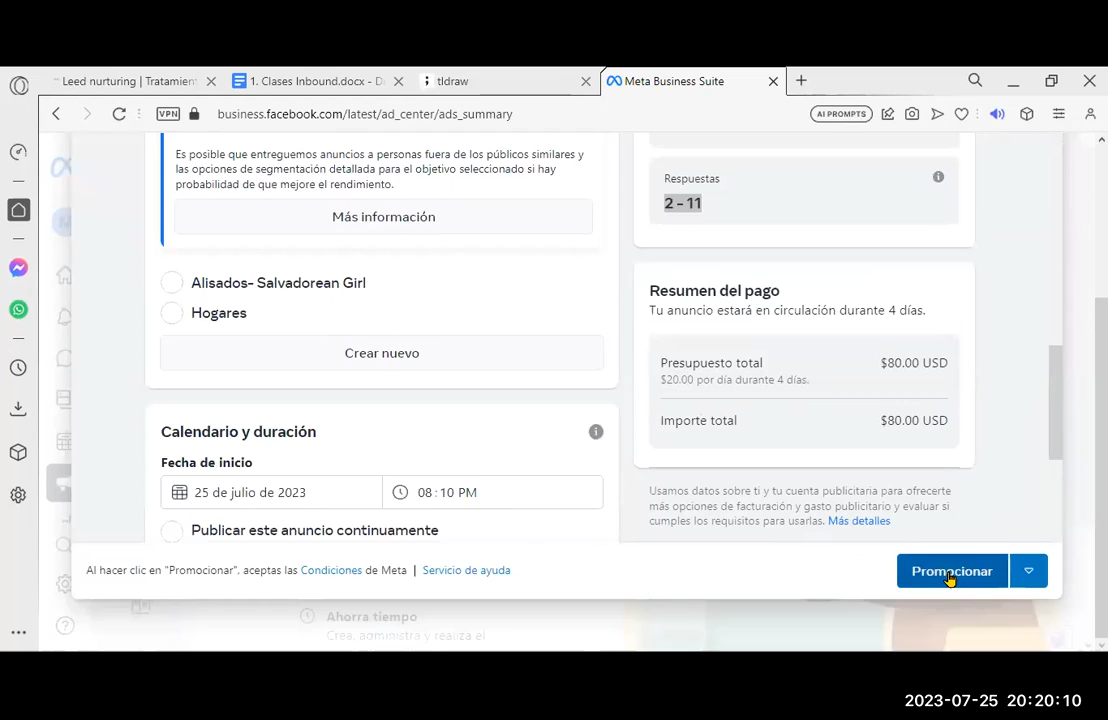 Leed nurturing | Tratamient
1. Clases Inbound.docx - D
tldraw
Meta Business Suite
VPN
business.facebook.com/latest/ad_center/ads_summary
AI PROMPTS
Es posible que entreguemos anuncios a personas fuera de los públicos similares y
las opciones de segmentación detallada para el objetivo seleccionado si hay
probabilidad de que mejore el rendimiento.
Más información
Alisados- Salvadorean Girl
Hogares
Crear nuevo
Calendario y duración
Fecha de inicio
25 de julio de 2023
08 : 10 PM
Publicar este anuncio continuamente
Respuestas
2 - 11
Resumen del pago
Tu anuncio estará en circulación durante 4 días.
Presupuesto total $80.00 USD
$20.00 por día durante 4 días.
Importe total $80.00 USD
Usamos datos sobre ti y tu cuenta publicitaria para ofrecerte
más opciones de facturación y gasto publicitario y evaluar si
cumples los requisitos para usarlas. Más detalles
Al hacer clic en "Promocionar", aceptas las Condiciones de Meta | Servicio de ayuda
Promocionar
Ahorra tiempo
Crea, administra y realiza el
2023-07-25 20:20:10